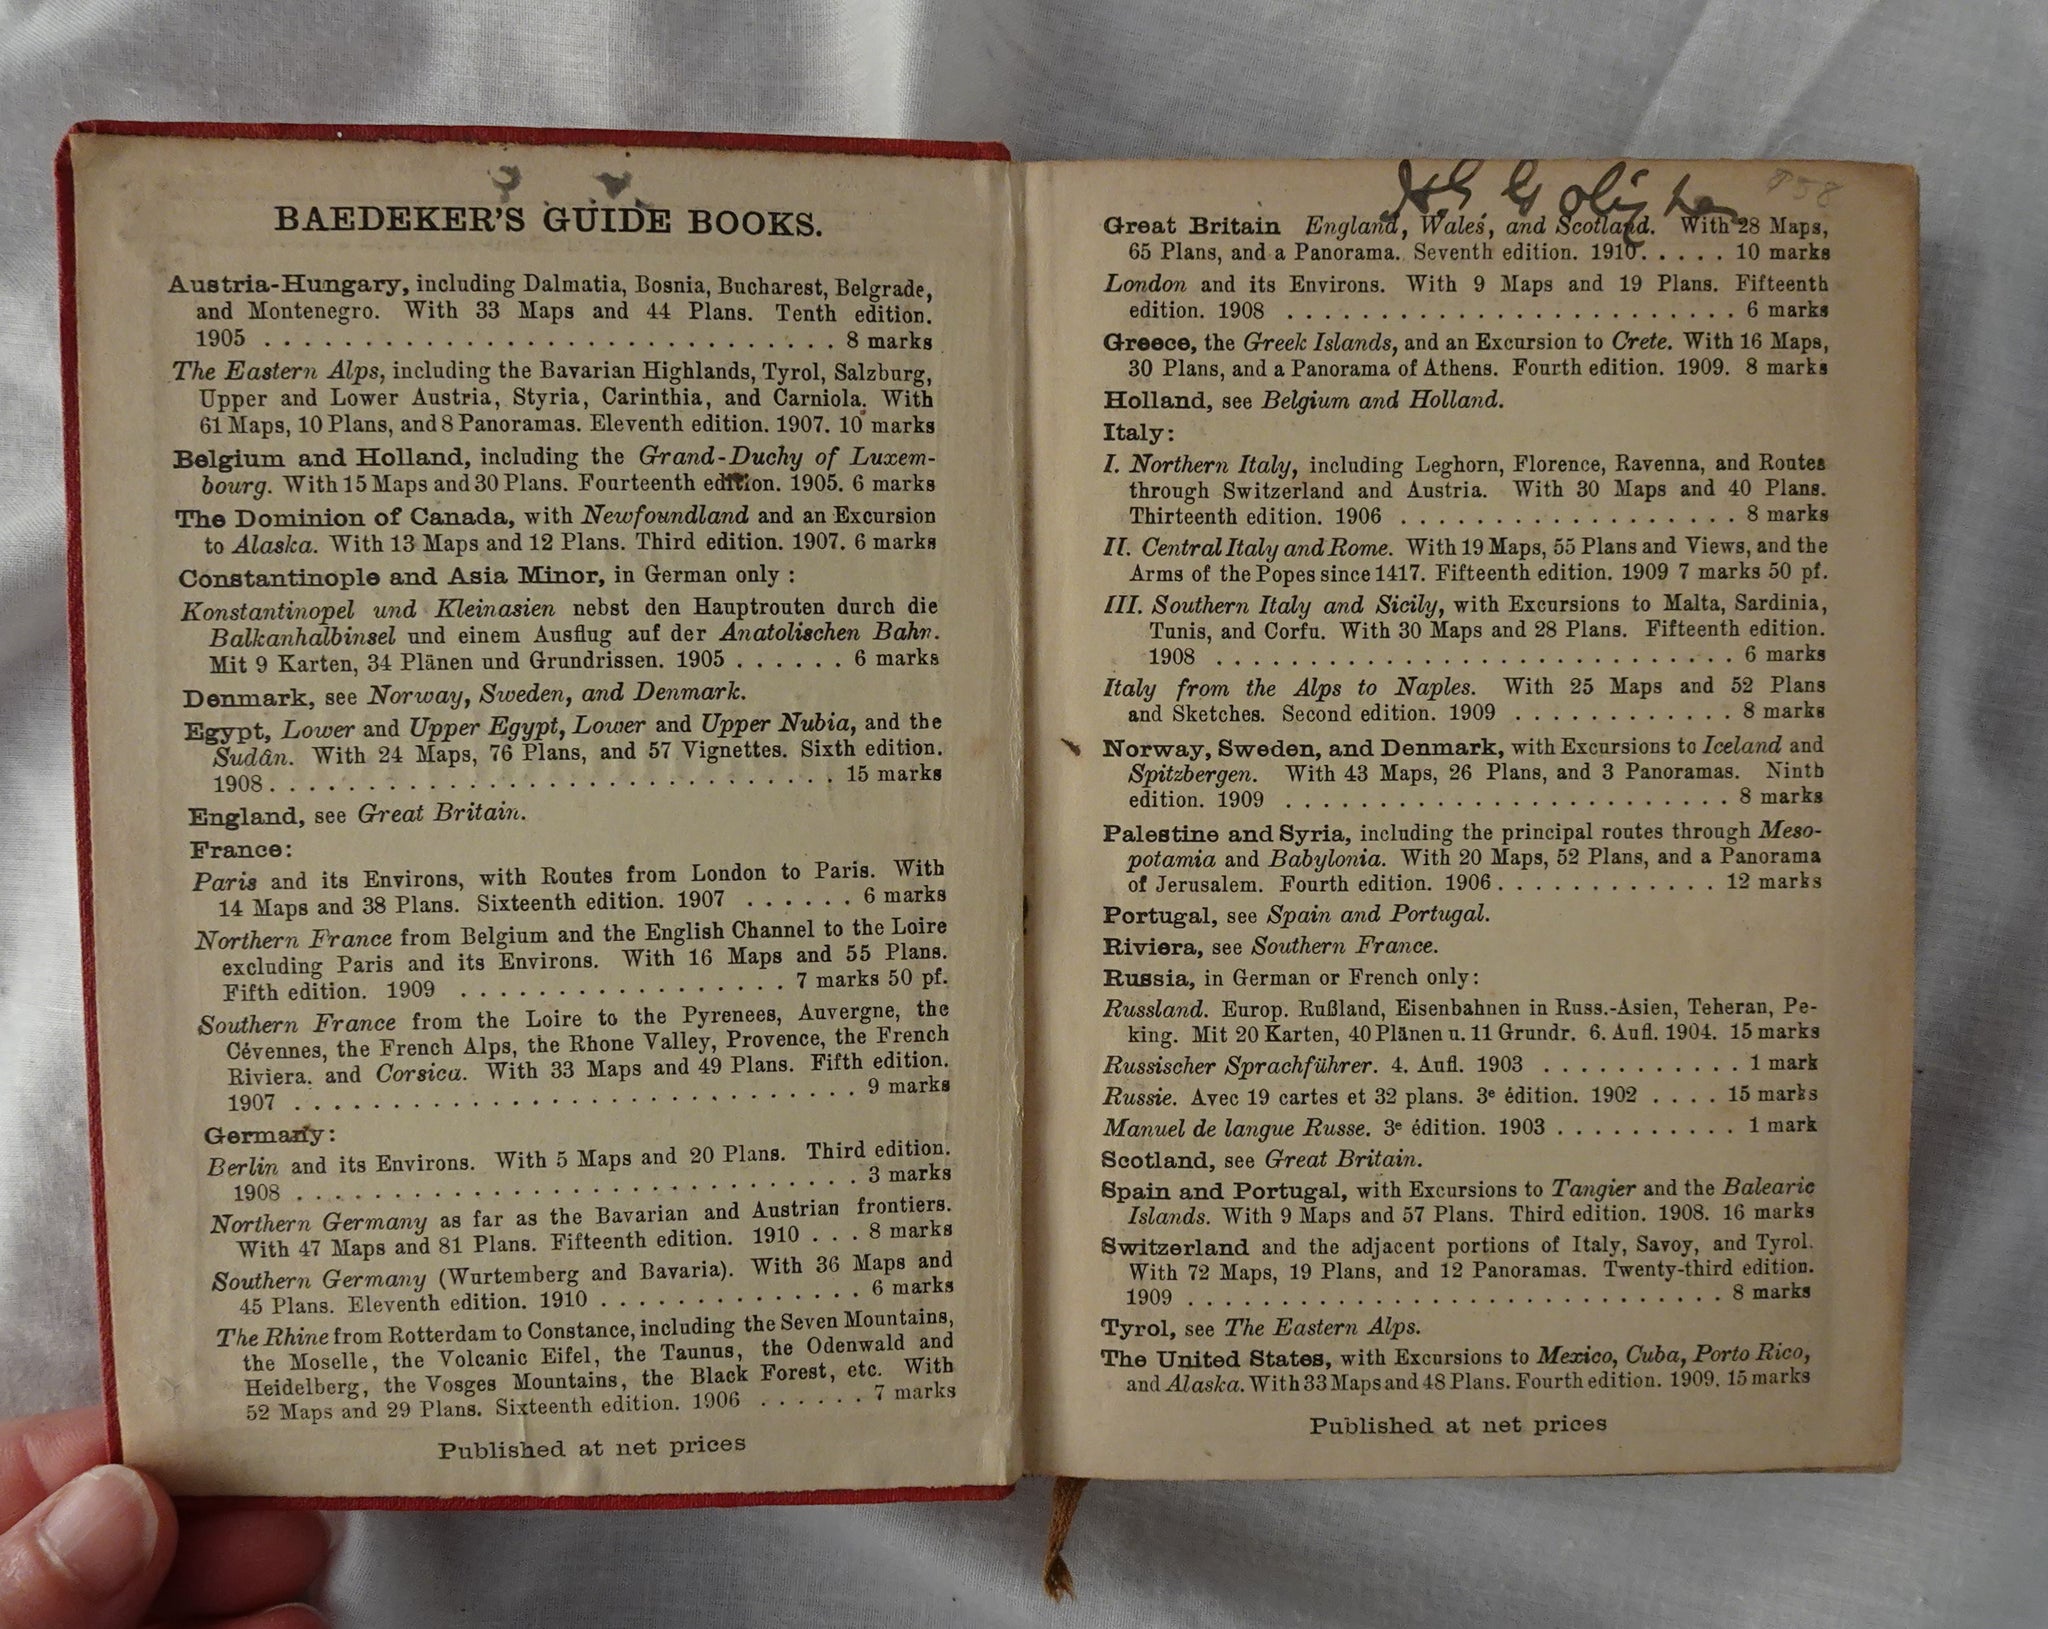 BAEDEKER'S GUIDE BOOKS.
Austria-Hungary, including Dalmatia, Bosnia, Bucharest, Belgrade,
and Montenegro. With 33 Maps and 44 Plans. Tenth edition.
1905 . . . . . . . . . . . . . . . . . . . . . . . . . . . . . 8 marks
The Eastern Alps, including the Bavarian Highlands, Tyrol, Salzburg,
Upper and Lower Austria, Styria, Carinthia, and Carniola. With
61 Maps, 10 Plans, and 8 Panoramas. Eleventh edition. 1907. 10 marks
Belgium and Holland, including the Grand-Duchy of Luxem-
bourg. With 15 Maps and 30 Plans. Fourteenth edition. 1905. 6 marks
The Dominion of Canada, with Newfoundland and an Excursion
to Alaska. With 13 Maps and 12 Plans. Third edition. 1907. 6 marks
Constantinople and Asia Minor, in German only :
Konstantinopel und Kleinasien nebst den Hauptrouten durch die
Balkanhalbinsel und einem Ausflug auf der Anatolischen Bahn.
Mit 9 Karten, 34 Plänen und Grundrissen. 1905 . . . . . . 6 marks
Denmark, see Norway, Sweden, and Denmark.
Egypt, Lower and Upper Egypt, Lower and Upper Nubia, and the
Sudân. With 24 Maps, 76 Plans, and 57 Vignettes. Sixth edition.
1908. . . . . . . . . . . . . . . . . . . . . . . . . . . . 15 marks
England, see Great Britain.
France:
Paris and its Environs, with Routes from London to Paris. With
14 Maps and 38 Plans. Sixteenth edition. 1907 . . . . . . 6 marks
Northern France from Belgium and the English Channel to the Loire
excluding Paris and its Environs. With 16 Maps and 55 Plans.
Fifth edition. 1909 . . . . . . . . . . . . . . . . . 7 marks 50 pf.
Southern France from the Loire to the Pyrenees, Auvergne, the
Cévennes, the French Alps, the Rhone Valley, Provence, the French
Riviera. and Corsica. With 33 Maps and 49 Plans. Fifth edition.
1907 . . . . . . . . . . . . . . . . . . . . . . . . . . . . 9 marks
Germany:
Berlin and its Environs. With 5 Maps and 20 Plans. Third edition.
1908 . . . . . . . . . . . . . . . . . . . . . . . . . . . . 3 marks
Northern Germany as far as the Bavarian and Austrian frontiers.
With 47 Maps and 81 Plans. Fifteenth edition. 1910 . . . 8 marks
Southern Germany (Wurtemberg and Bavaria). With 36 Maps and
45 Plans. Eleventh edition. 1910 . . . . . . . . . . . . . 6 marks
The Rhine from Rotterdam to Constance, including the Seven Mountains,
the Moselle, the Volcanic Eifel, the Taunus, the Odenwald and
Heidelberg, the Vosges Mountains, the Black Forest, etc. With
52 Maps and 29 Plans. Sixteenth edition. 1906 . . . . . . 7 marks
Published at net prices
Great Britain England, Wales, and Scotland. With 28 Maps,
65 Plans, and a Panorama. Seventh edition. 1910. . . . . 10 marks
London and its Environs. With 9 Maps and 19 Plans. Fifteenth
edition. 1908 . . . . . . . . . . . . . . . . . . . . . . . 6 marks
Greece, the Greek Islands, and an Excursion to Crete. With 16 Maps,
30 Plans, and a Panorama of Athens. Fourth edition. 1909. 8 marks
Holland, see Belgium and Holland.
Italy:
I. Northern Italy, including Leghorn, Florence, Ravenna, and Routes
through Switzerland and Austria. With 30 Maps and 40 Plans.
Thirteenth edition. 1906 . . . . . . . . . . . . . . . . . 8 marks
II. Central Italy and Rome. With 19 Maps, 55 Plans and Views, and the
Arms of the Popes since 1417. Fifteenth edition. 1909 7 marks 50 pf.
III. Southern Italy and Sicily, with Excursions to Malta, Sardinia,
Tunis, and Corfu. With 30 Maps and 28 Plans. Fifteenth edition.
1908 . . . . . . . . . . . . . . . . . . . . . . . . . . . 6 marks
Italy from the Alps to Naples. With 25 Maps and 52 Plans
and Sketches. Second edition. 1909 . . . . . . . . . . . . 8 marks
Norway, Sweden, and Denmark, with Excursions to Iceland and
Spitzbergen. With 43 Maps, 26 Plans, and 3 Panoramas. Ninth
edition. 1909 . . . . . . . . . . . . . . . . . . . . . . . 8 marks
Palestine and Syria, including the principal routes through Meso-
potamia and Babylonia. With 20 Maps, 52 Plans, and a Panorama
of Jerusalem. Fourth edition. 1906. . . . . . . . . . . . 12 marks
Portugal, see Spain and Portugal.
Riviera, see Southern France.
Russia, in German or French only:
Russland. Europ. Rußland, Eisenbahnen in Russ.-Asien, Teheran, Pe-
king. Mit 20 Karten, 40 Plänen u. 11 Grundr. 6. Aufl. 1904. 15 marks
Russischer Sprachführer. 4. Aufl. 1903 . . . . . . . . . . . 1 mark
Russie. Avec 19 cartes et 32 plans. 3e édition. 1902 . . . . 15 marks
Manuel de langue Russe. 3e édition. 1903 . . . . . . . . . . 1 mark
Scotland, see Great Britain.
Spain and Portugal, with Excursions to Tangier and the Balearic
Islands. With 9 Maps and 57 Plans. Third edition. 1908. 16 marks
Switzerland and the adjacent portions of Italy, Savoy, and Tyrol.
With 72 Maps, 19 Plans, and 12 Panoramas. Twenty-third edition.
1909 . . . . . . . . . . . . . . . . . . . . . . . . . . . . 8 marks
Tyrol, see The Eastern Alps.
The United States, with Excursions to Mexico, Cuba, Porto Rico,
and Alaska. With 33 Maps and 48 Plans. Fourth edition. 1909. 15 marks
Published at net prices